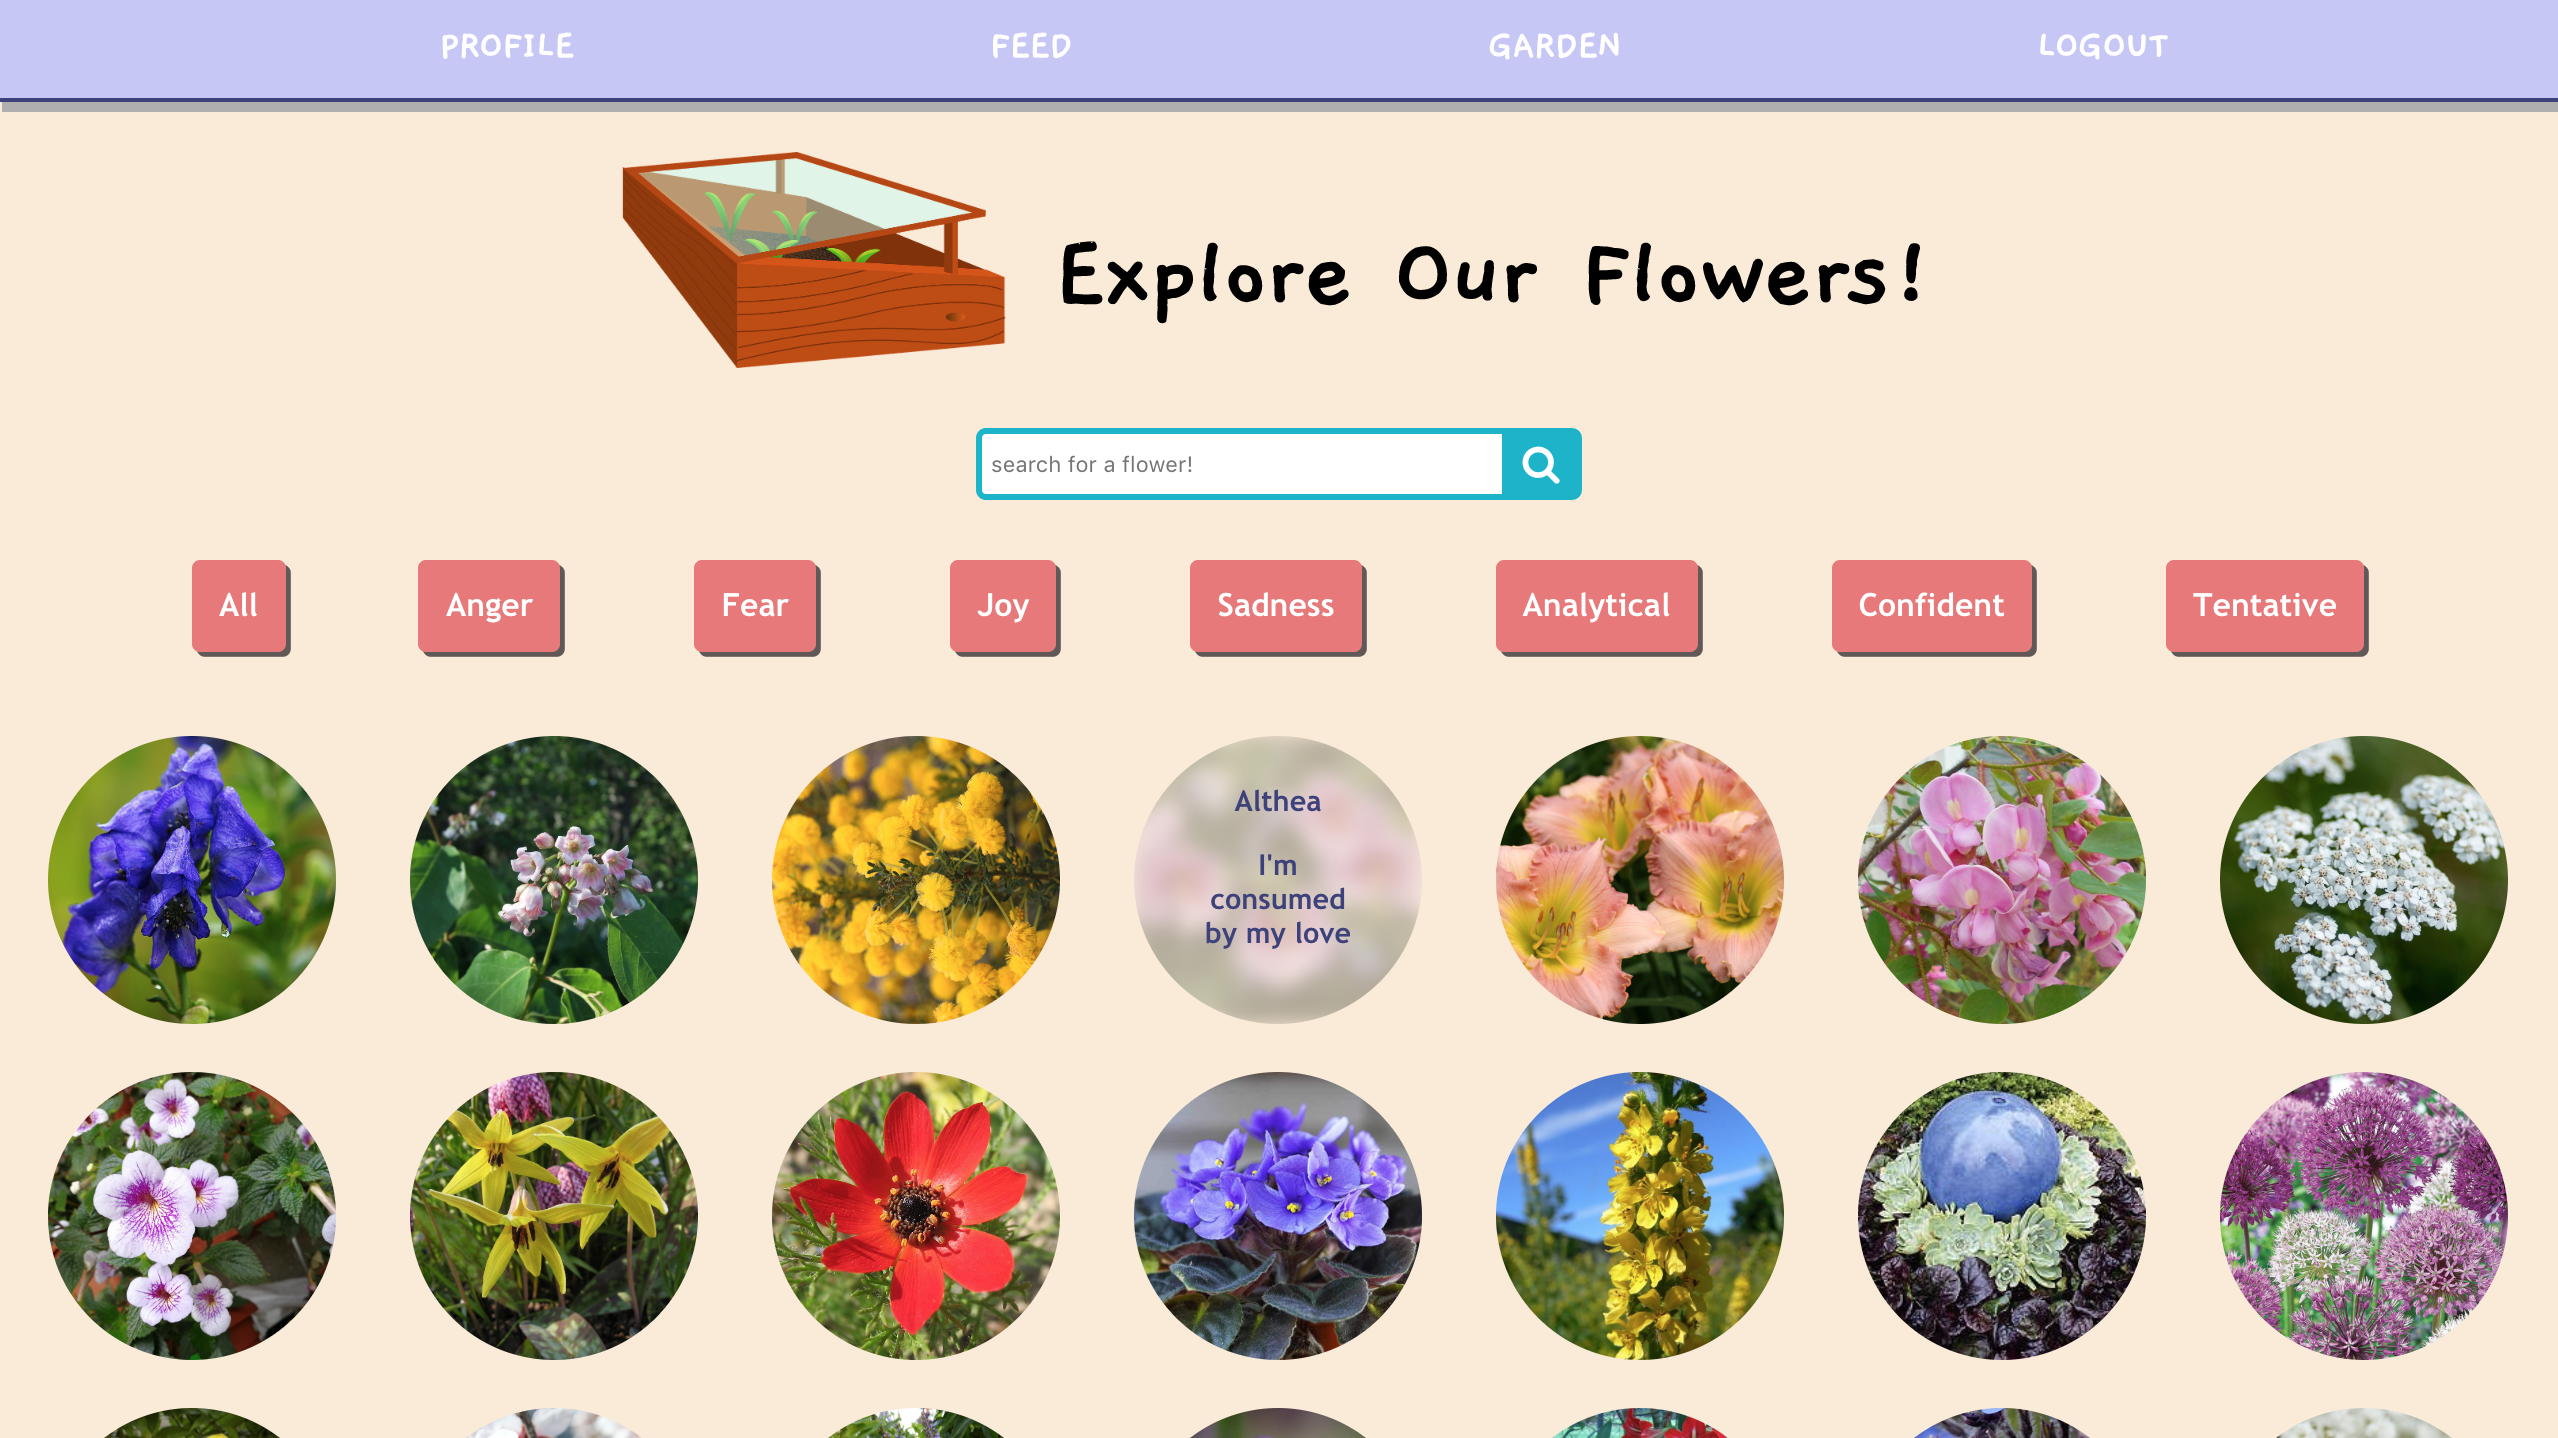 PROFILE FEED GARDEN LOGOUT
Explore Our Flowers!
search for a flower!
All Anger Fear Joy Sadness Analytical Confident Tentative
Althea
I'm
consumed
by my love